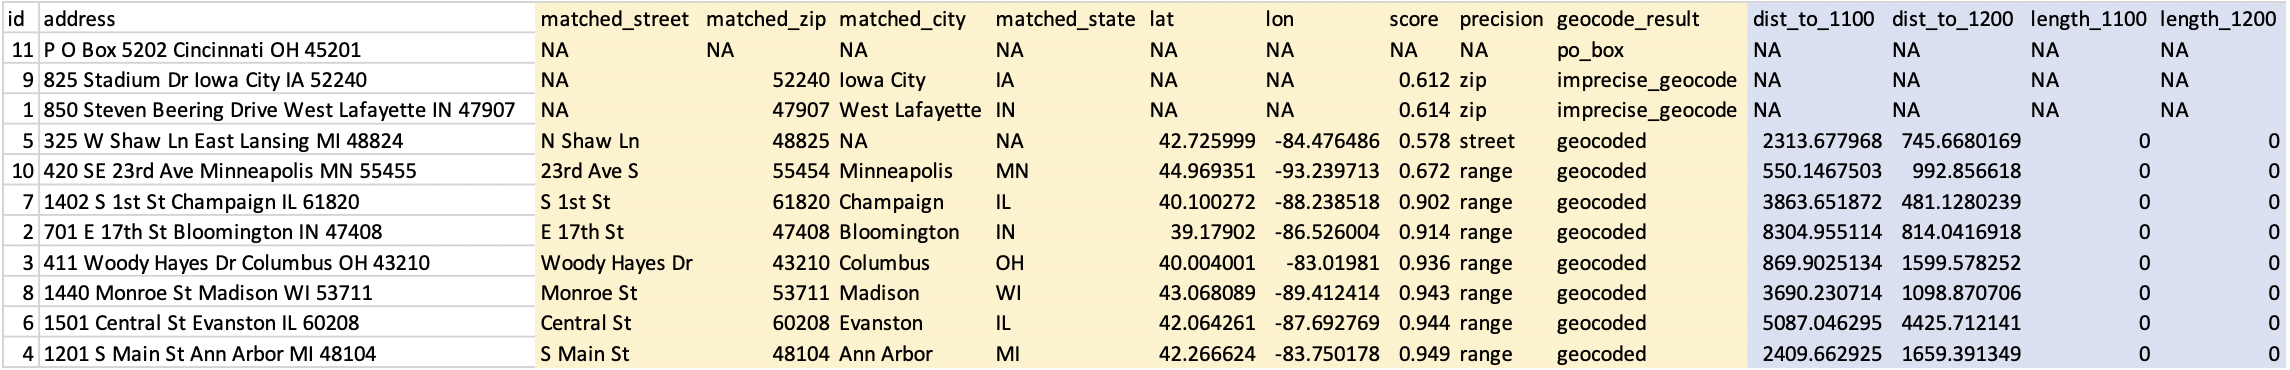 id address matched_street matched_zip matched_city matched_state lat lon score precision geocode_result dist_to_1100 dist_to_1200 length_1100 length_1200
11 P O Box 5202 Cincinnati OH 45201 NA NA NA NA NA NA NA NA po_box NA NA NA NA
9 825 Stadium Dr Iowa City IA 52240 NA 52240 Iowa City IA NA NA 0.612 zip imprecise_geocode NA NA NA NA
1 850 Steven Beering Drive West Lafayette IN 47907 NA 47907 West Lafayette IN NA NA 0.614 zip imprecise_geocode NA NA NA NA
5 325 W Shaw Ln East Lansing MI 48824 N Shaw Ln 48825 NA NA 42.725999 -84.476486 0.578 street geocoded 2313.677968 745.6680169 0 0
10 420 SE 23rd Ave Minneapolis MN 55455 23rd Ave S 55454 Minneapolis MN 44.969351 -93.239713 0.672 range geocoded 550.1467503 992.856618 0 0
7 1402 S 1st St Champaign IL 61820 S 1st St 61820 Champaign IL 40.100272 -88.238518 0.902 range geocoded 3863.651872 481.1280239 0 0
2 701 E 17th St Bloomington IN 47408 E 17th St 47408 Bloomington IN 39.17902 -86.526004 0.914 range geocoded 8304.955114 814.0416918 0 0
3 411 Woody Hayes Dr Columbus OH 43210 Woody Hayes Dr 43210 Columbus OH 40.004001 -83.01981 0.936 range geocoded 869.9025134 1599.578252 0 0
8 1440 Monroe St Madison WI 53711 Monroe St 53711 Madison WI 43.068089 -89.412414 0.943 range geocoded 3690.230714 1098.870706 0 0
6 1501 Central St Evanston IL 60208 Central St 60208 Evanston IL 42.064261 -87.692769 0.944 range geocoded 5087.046295 4425.712141 0 0
4 1201 S Main St Ann Arbor MI 48104 S Main St 48104 Ann Arbor MI 42.266624 -83.750178 0.949 range geocoded 2409.662925 1659.391349 0 0